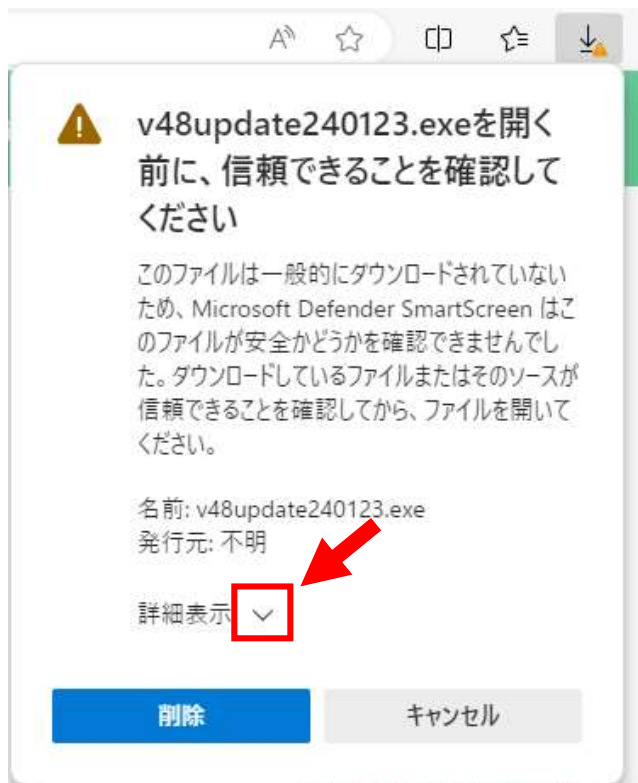 v48update240123.exeを開く
前に、信頼できることを確認して
ください
このファイルは一般的にダウンロードされていない
ため、Microsoft Defender SmartScreen はこ
のファイルが安全かどうかを確認できませんでし
た。ダウンロードしているファイルまたはそのソースが
信頼できることを確認してから、ファイルを開いて
ください。
名前: v48update240123.exe
発行元: 不明
詳細表示
削除
キャンセル